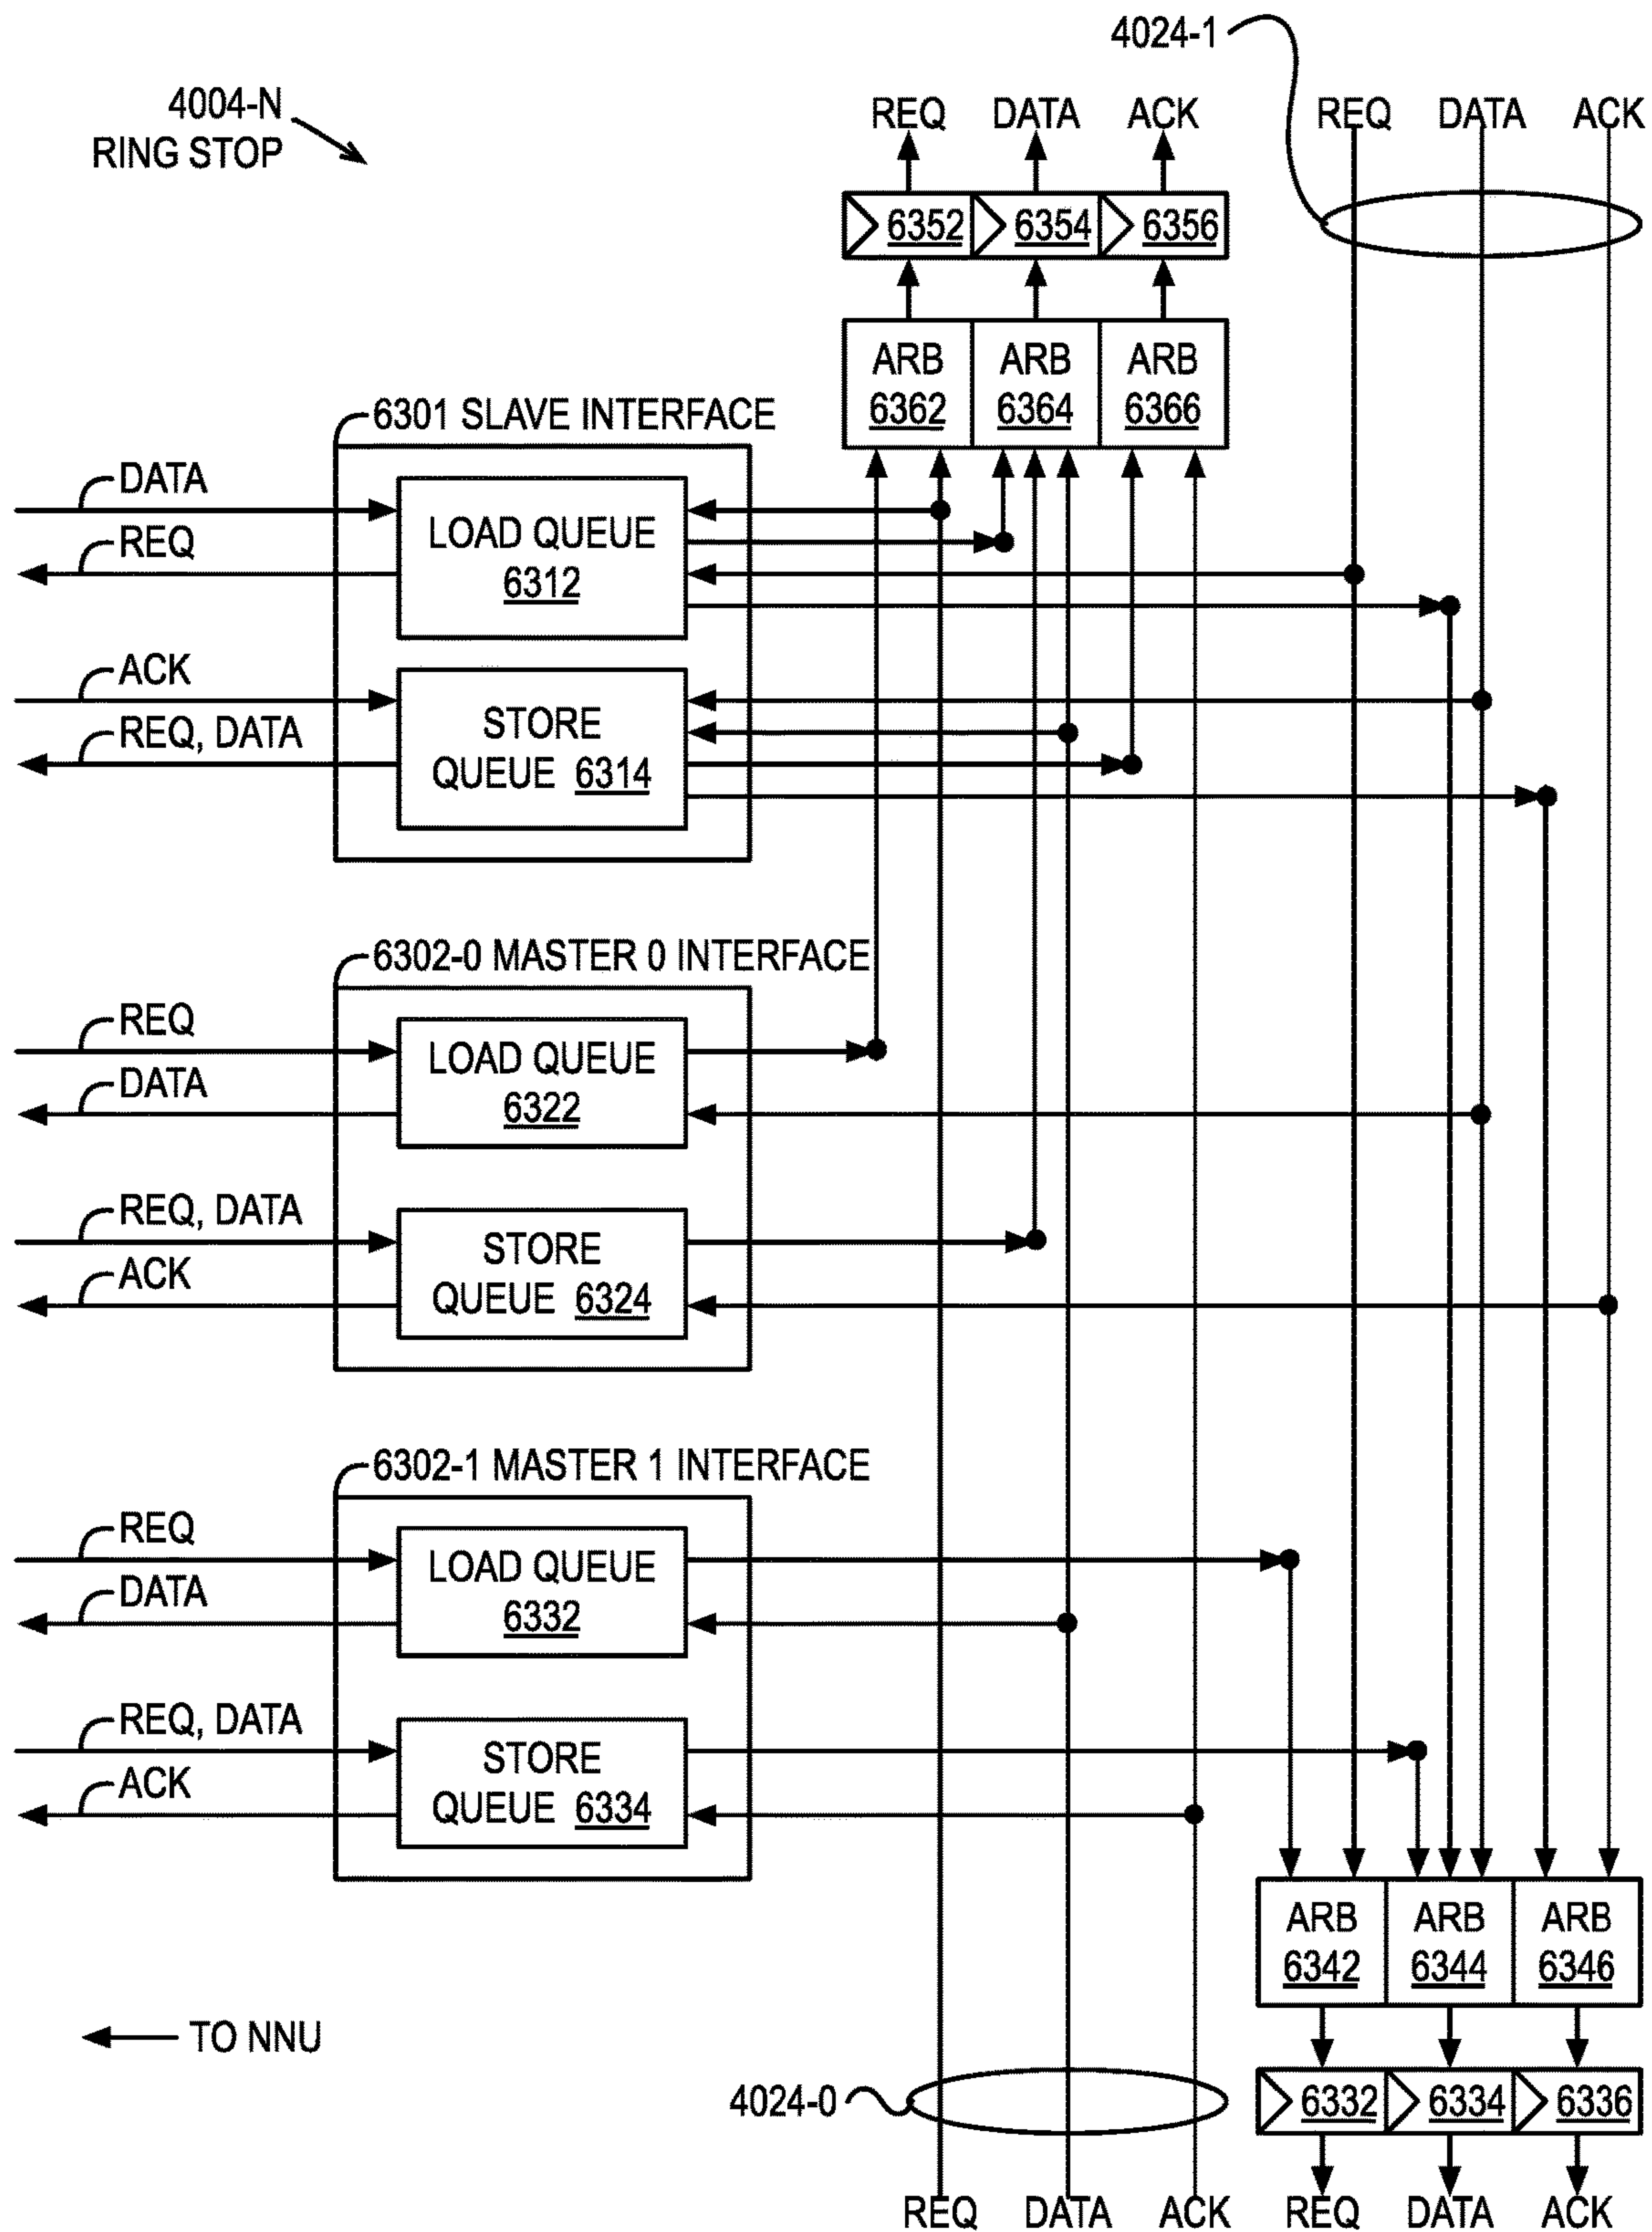 4024-1
4004-N
RING STOP
REQ DATA ACK
REQ DATA ACK
6352 6354 6356
ARB ARB ARB
6362 6364 6366
6301 SLAVE INTERFACE
DATA
REQ
LOAD QUEUE
6312
ACK
REQ, DATA
STORE
QUEUE 6314
6302-0 MASTER 0 INTERFACE
REQ
DATA
LOAD QUEUE
6322
REQ, DATA
ACK
STORE
QUEUE 6324
6302-1 MASTER 1 INTERFACE
REQ
DATA
LOAD QUEUE
6332
REQ, DATA
ACK
STORE
QUEUE 6334
ARB ARB ARB
6342 6344 6346
TO NNU
4024-0
6332 6334 6336
REQ DATA ACK
REQ DATA ACK